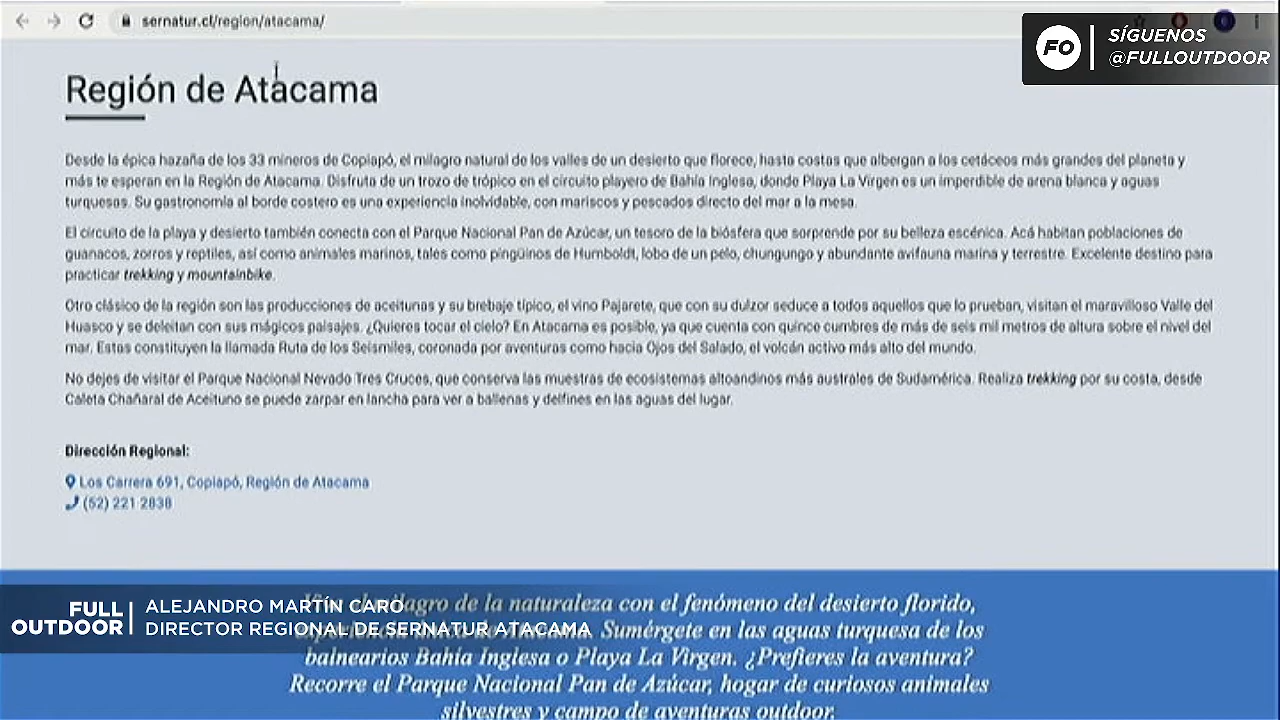 sernatur.cl/region/atacama/
FO
SÍGUENOS
@FULLOUTDOOR
Región de Atacama
Desde la épica hazaña de los 33 mineros de Copiapó, el milagro natural de los valles de un desierto que florece, hasta costas que albergan a los cetáceos más grandes del planeta y
más te esperan en la Región de Atacama. Disfruta de un trozo de trópico en el circuito playero de Bahía Inglesa, donde Playa La Virgen es un imperdible de arena blanca y aguas
turquesas. Su gastronomía al borde costero es una experiencia inolvidable, con mariscos y pescados directo del mar a la mesa.
El circuito de la playa y desierto también conecta con el Parque Nacional Pan de Azúcar, un tesoro de la biósfera que sorprende por su belleza escénica. Acá habitan poblaciones de
guanacos, zorros y reptiles, así como animales marinos, tales como pingüinos de Humboldt, lobo de un pelo, chungungo y abundante avifauna marina y terrestre. Excelente destino para
practicar trekking y mountainbike.
Otro clásico de la región son las producciones de aceitunas y su brebaje típico, el vino Pajarete, que con su dulzor seduce a todos aquellos que lo prueban, visitan el maravilloso Valle del
Huasco y se deleitan con sus mágicos paisajes. ¿Quieres tocar el cielo? En Atacama es posible, ya que cuenta con quince cumbres de más de seis mil metros de altura sobre el nivel del
mar. Estas constituyen la llamada Ruta de los Seismiles, coronada por aventuras como hacia Ojos del Salado, el volcán activo más alto del mundo.
No dejes de visitar el Parque Nacional Nevado Tres Cruces, que conserva las muestras de ecosistemas altoandinos más australes de Sudamérica. Realiza trekking por su costa, desde
Caleta Chañaral de Aceituno se puede zarpar en lancha para ver a ballenas y delfines en las aguas del lugar.
Dirección Regional:
Los Carrera 691, Copiapó, Región de Atacama
(52) 221 2838
FULL
OUTDOOR
ALEJANDRO MARTÍN CARO
DIRECTOR REGIONAL DE SERNATUR ATACAMA
milagro de la naturaleza con el fenómeno del desierto florido,
Sumérgete en las aguas turquesa de los
balnearios Bahía Inglesa o Playa La Virgen. ¿Prefieres la aventura?
Recorre el Parque Nacional Pan de Azúcar, hogar de curiosos animales
silvestres y campo de aventuras outdoor.